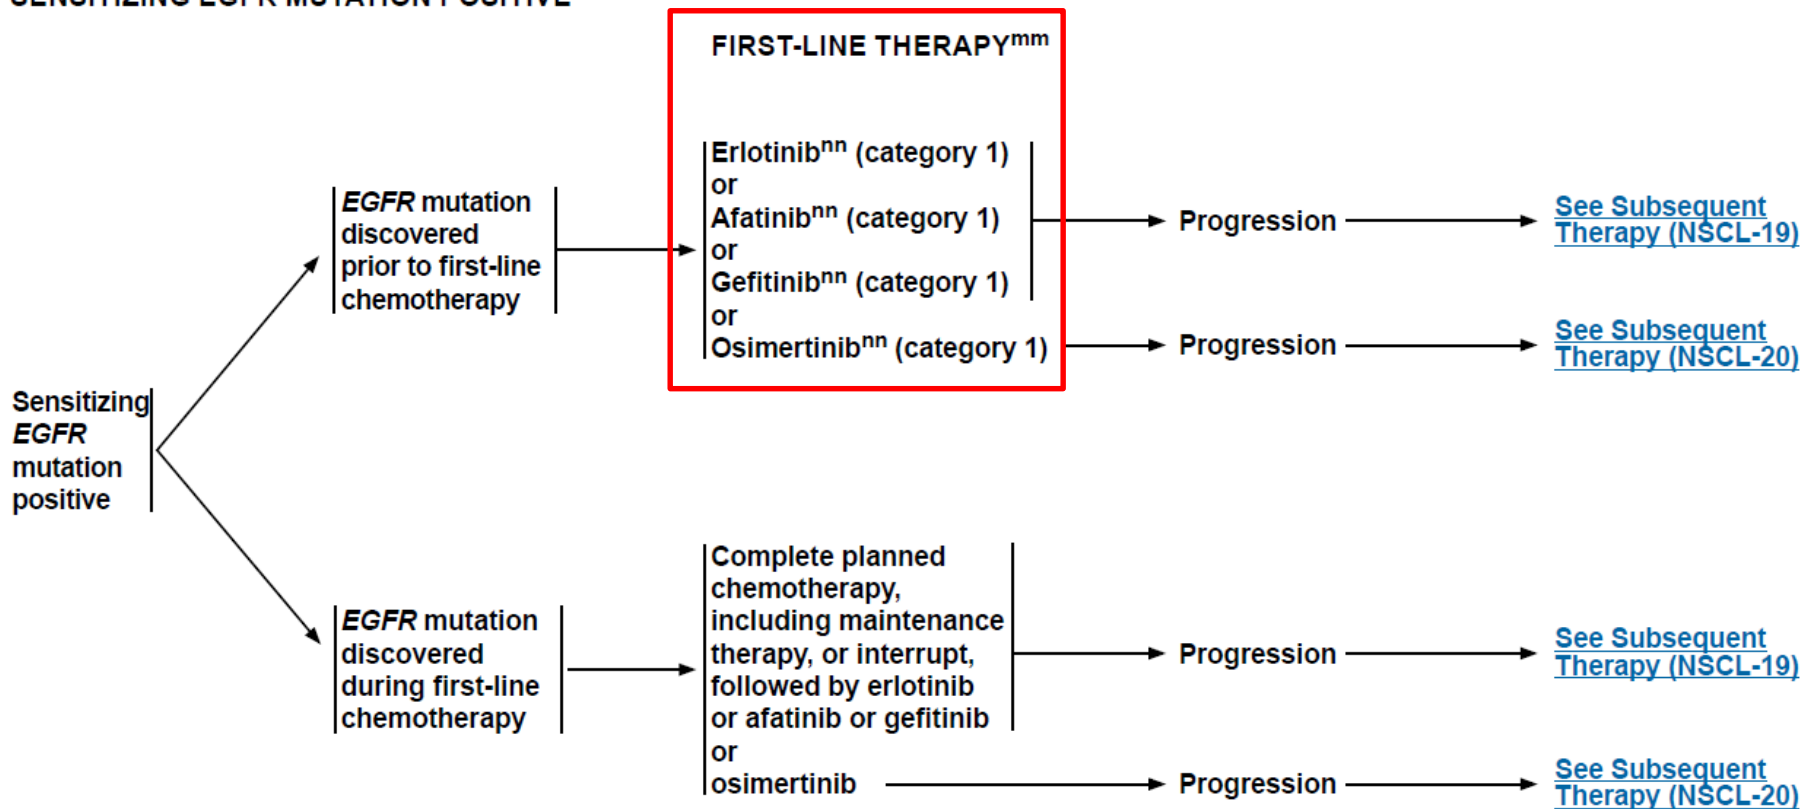 SENSITIZING EGFR MUTATION POSITIVE
FIRST-LINE THERAPYmm
Erlotinibnn (category 1)
or
Afatinibnn (category 1)
or
Gefitinibnn (category 1)
or
Osimertinibnn (category 1)
EGFR mutation
discovered
prior to first-line
chemotherapy
Progression
See Subsequent
Therapy (NSCL-19)
Progression
See Subsequent
Therapy (NSCL-20)
Sensitizing
EGFR
mutation
positive
EGFR mutation
discovered
during first-line
chemotherapy
Complete planned
chemotherapy,
including maintenance
therapy, or interrupt,
followed by erlotinib
or afatinib or gefitinib
or
osimertinib
Progression
See Subsequent
Therapy (NSCL-19)
Progression
See Subsequent
Therapy (NSCL-20)